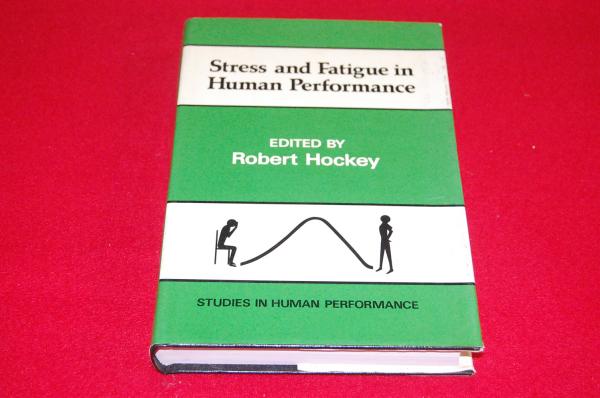 Stress and Fatigue in
Human Performance
EDITED BY
Robert Hockey
STUDIES IN HUMAN PERFORMANCE